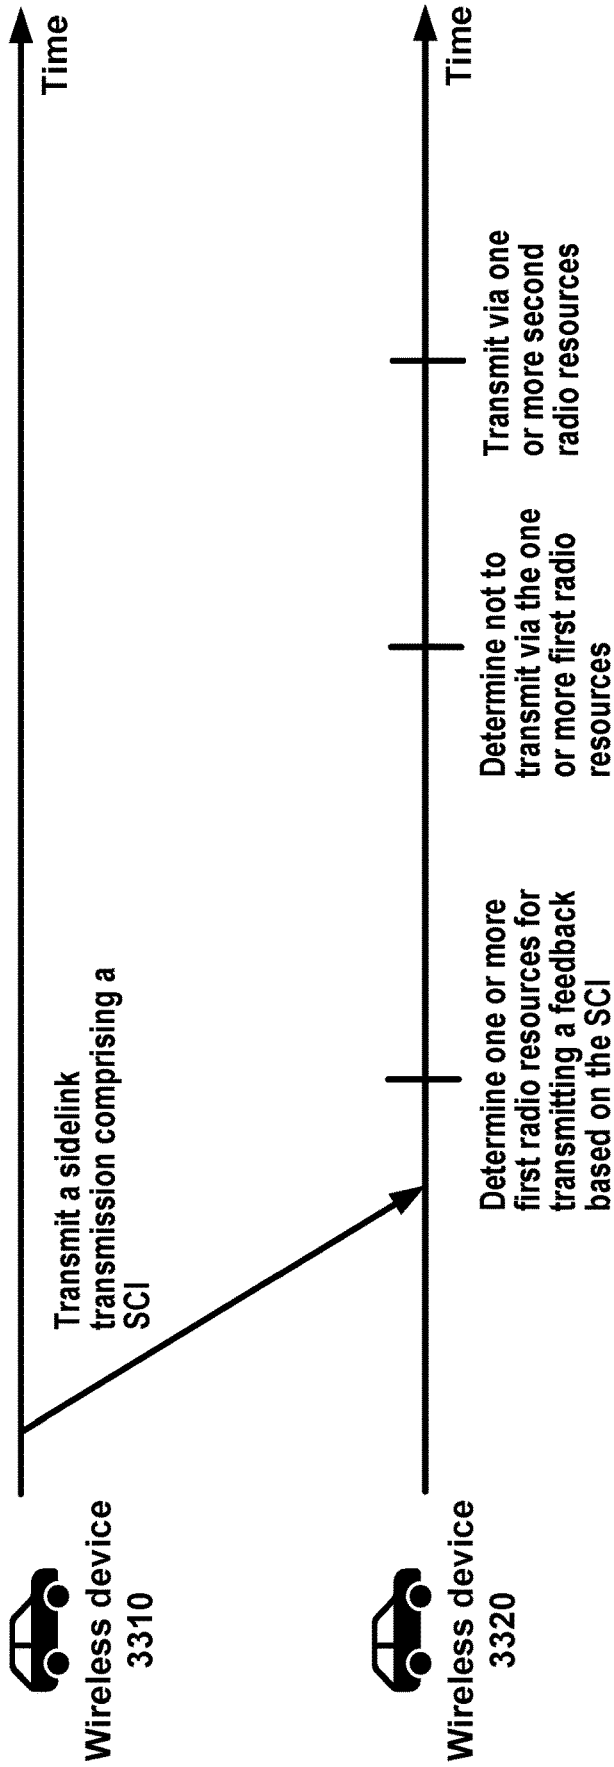 Wireless device
3310
Transmit a sidelink
transmission comprising a
SCI
Time
Wireless device
3320
Determine one or more
first radio resources for
transmitting a feedback
based on the SCI
Determine not to
transmit via the one
or more first radio
resources
Transmit via one
or more second
radio resources
Time